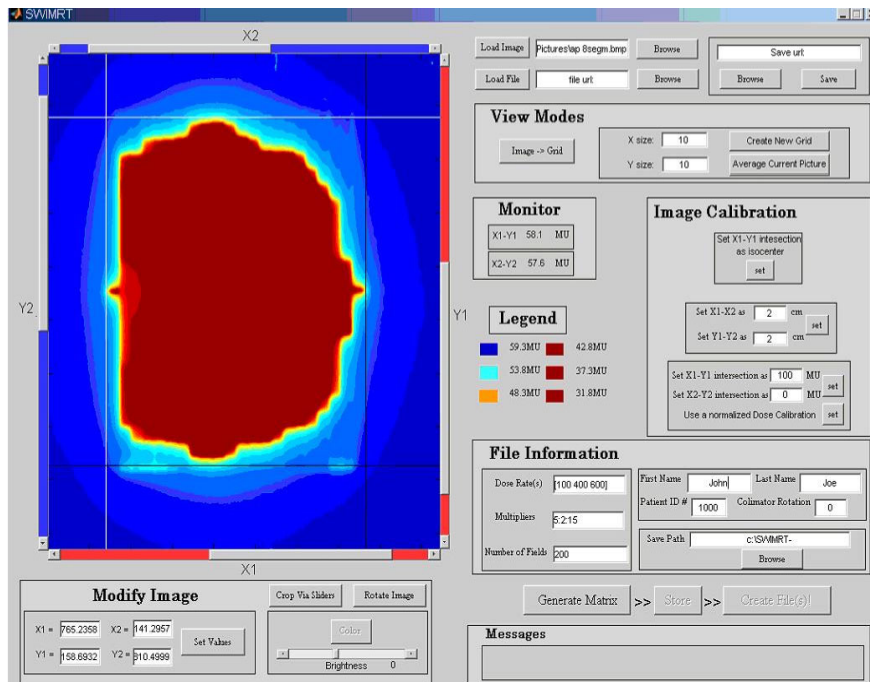 SWIMRT
X2
Y2
Y1
X1
Load Image Pictures\ap 8segm.bmp Browse
Load File file url: Browse
Save url:
Browse Save
View Modes
Image -> Grid
X size: 10 Create New Grid
Y size: 10 Average Current Picture
Monitor
X1-Y1 58.1 MU
X2-Y2 57.6 MU
Image Calibration
Set X1-Y1 intesection
as isocenter
set
Set X1-X2 as 2 cm
Set Y1-Y2 as 2 cm
set
Set X1-Y1 intersection as 100 MU
Set X2-Y2 intersection as 0 MU
set
Use a normalized Dose Calibration set
Legend
59.3MU 42.8MU
53.8MU 37.3MU
48.3MU 31.8MU
File Information
Dose Rate(s) [100 400 600]
Multipliers 5:2:15
Number of Fields 200
First Name John Last Name Joe
Patient ID # 1000 Colimator Rotation 0
Save Path c:\SWIMRT-
Browse
Generate Matrix >> Store >> Create File(s)!
Messages
Modify Image
X1 = 765.2358 X2 = 141.2957
Y1 = 158.6932 Y2 = 810.4999
Set Values
Crop Via Sliders Rotate Image
Color
Brightness 0